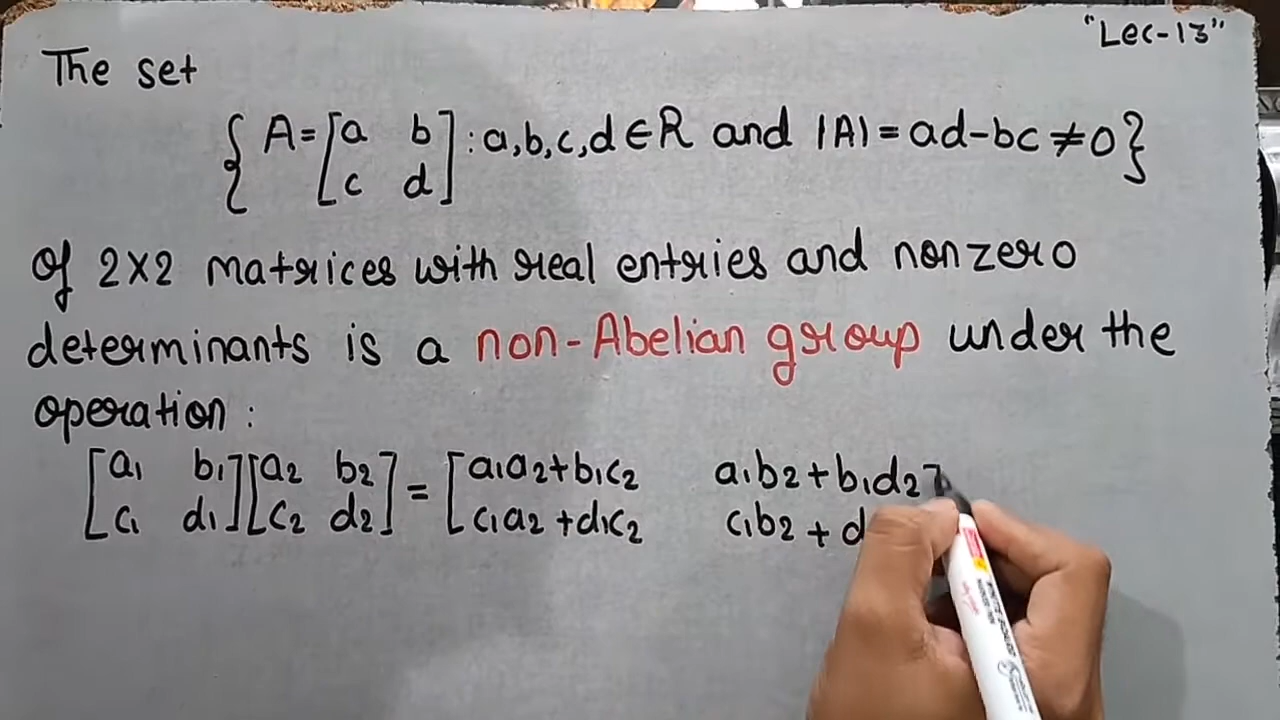 "Lec-13"
The set
{ A = [a b] : a,b,c,d ∈ R and |A| = ad-bc ≠ 0 }
[c d]
of 2x2 matrices with real entries and nonzero
determinants is a non-Abelian group under the
operation :
[a₁ b₁] [a₂ b₂] = [a₁a₂+b₁c₂ a₁b₂+b₁d₂]
[c₁ d₁] [c₂ d₂] [c₁a₂+d₁c₂ c₁b₂+d